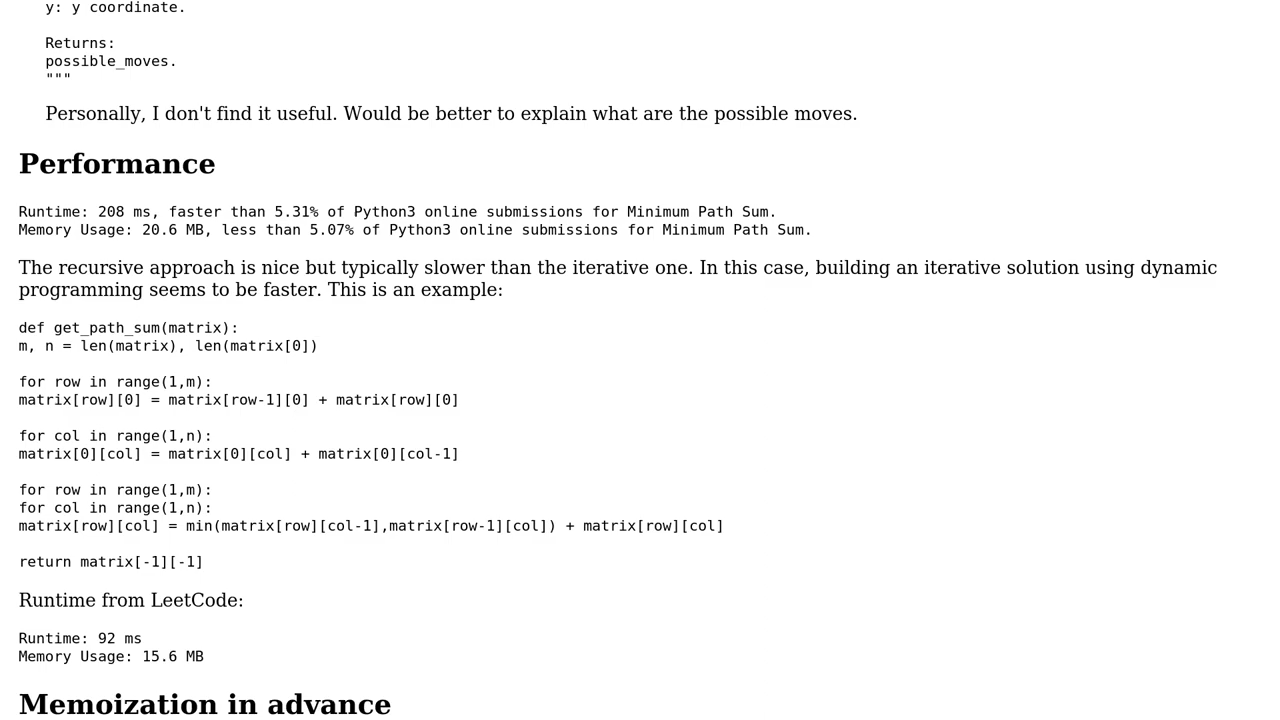 y: y coordinate.
Returns:
possible_moves.
"""
Personally, I don't find it useful. Would be better to explain what are the possible moves.
Performance
Runtime: 208 ms, faster than 5.31% of Python3 online submissions for Minimum Path Sum.
Memory Usage: 20.6 MB, less than 5.07% of Python3 online submissions for Minimum Path Sum.
The recursive approach is nice but typically slower than the iterative one. In this case, building an iterative solution using dynamic
programming seems to be faster. This is an example:
def get_path_sum(matrix):
m, n = len(matrix), len(matrix[0])
for row in range(1,m):
matrix[row][0] = matrix[row-1][0] + matrix[row][0]
for col in range(1,n):
matrix[0][col] = matrix[0][col] + matrix[0][col-1]
for row in range(1,m):
for col in range(1,n):
matrix[row][col] = min(matrix[row][col-1],matrix[row-1][col]) + matrix[row][col]
return matrix[-1][-1]
Runtime from LeetCode:
Runtime: 92 ms
Memory Usage: 15.6 MB
Memoization in advance